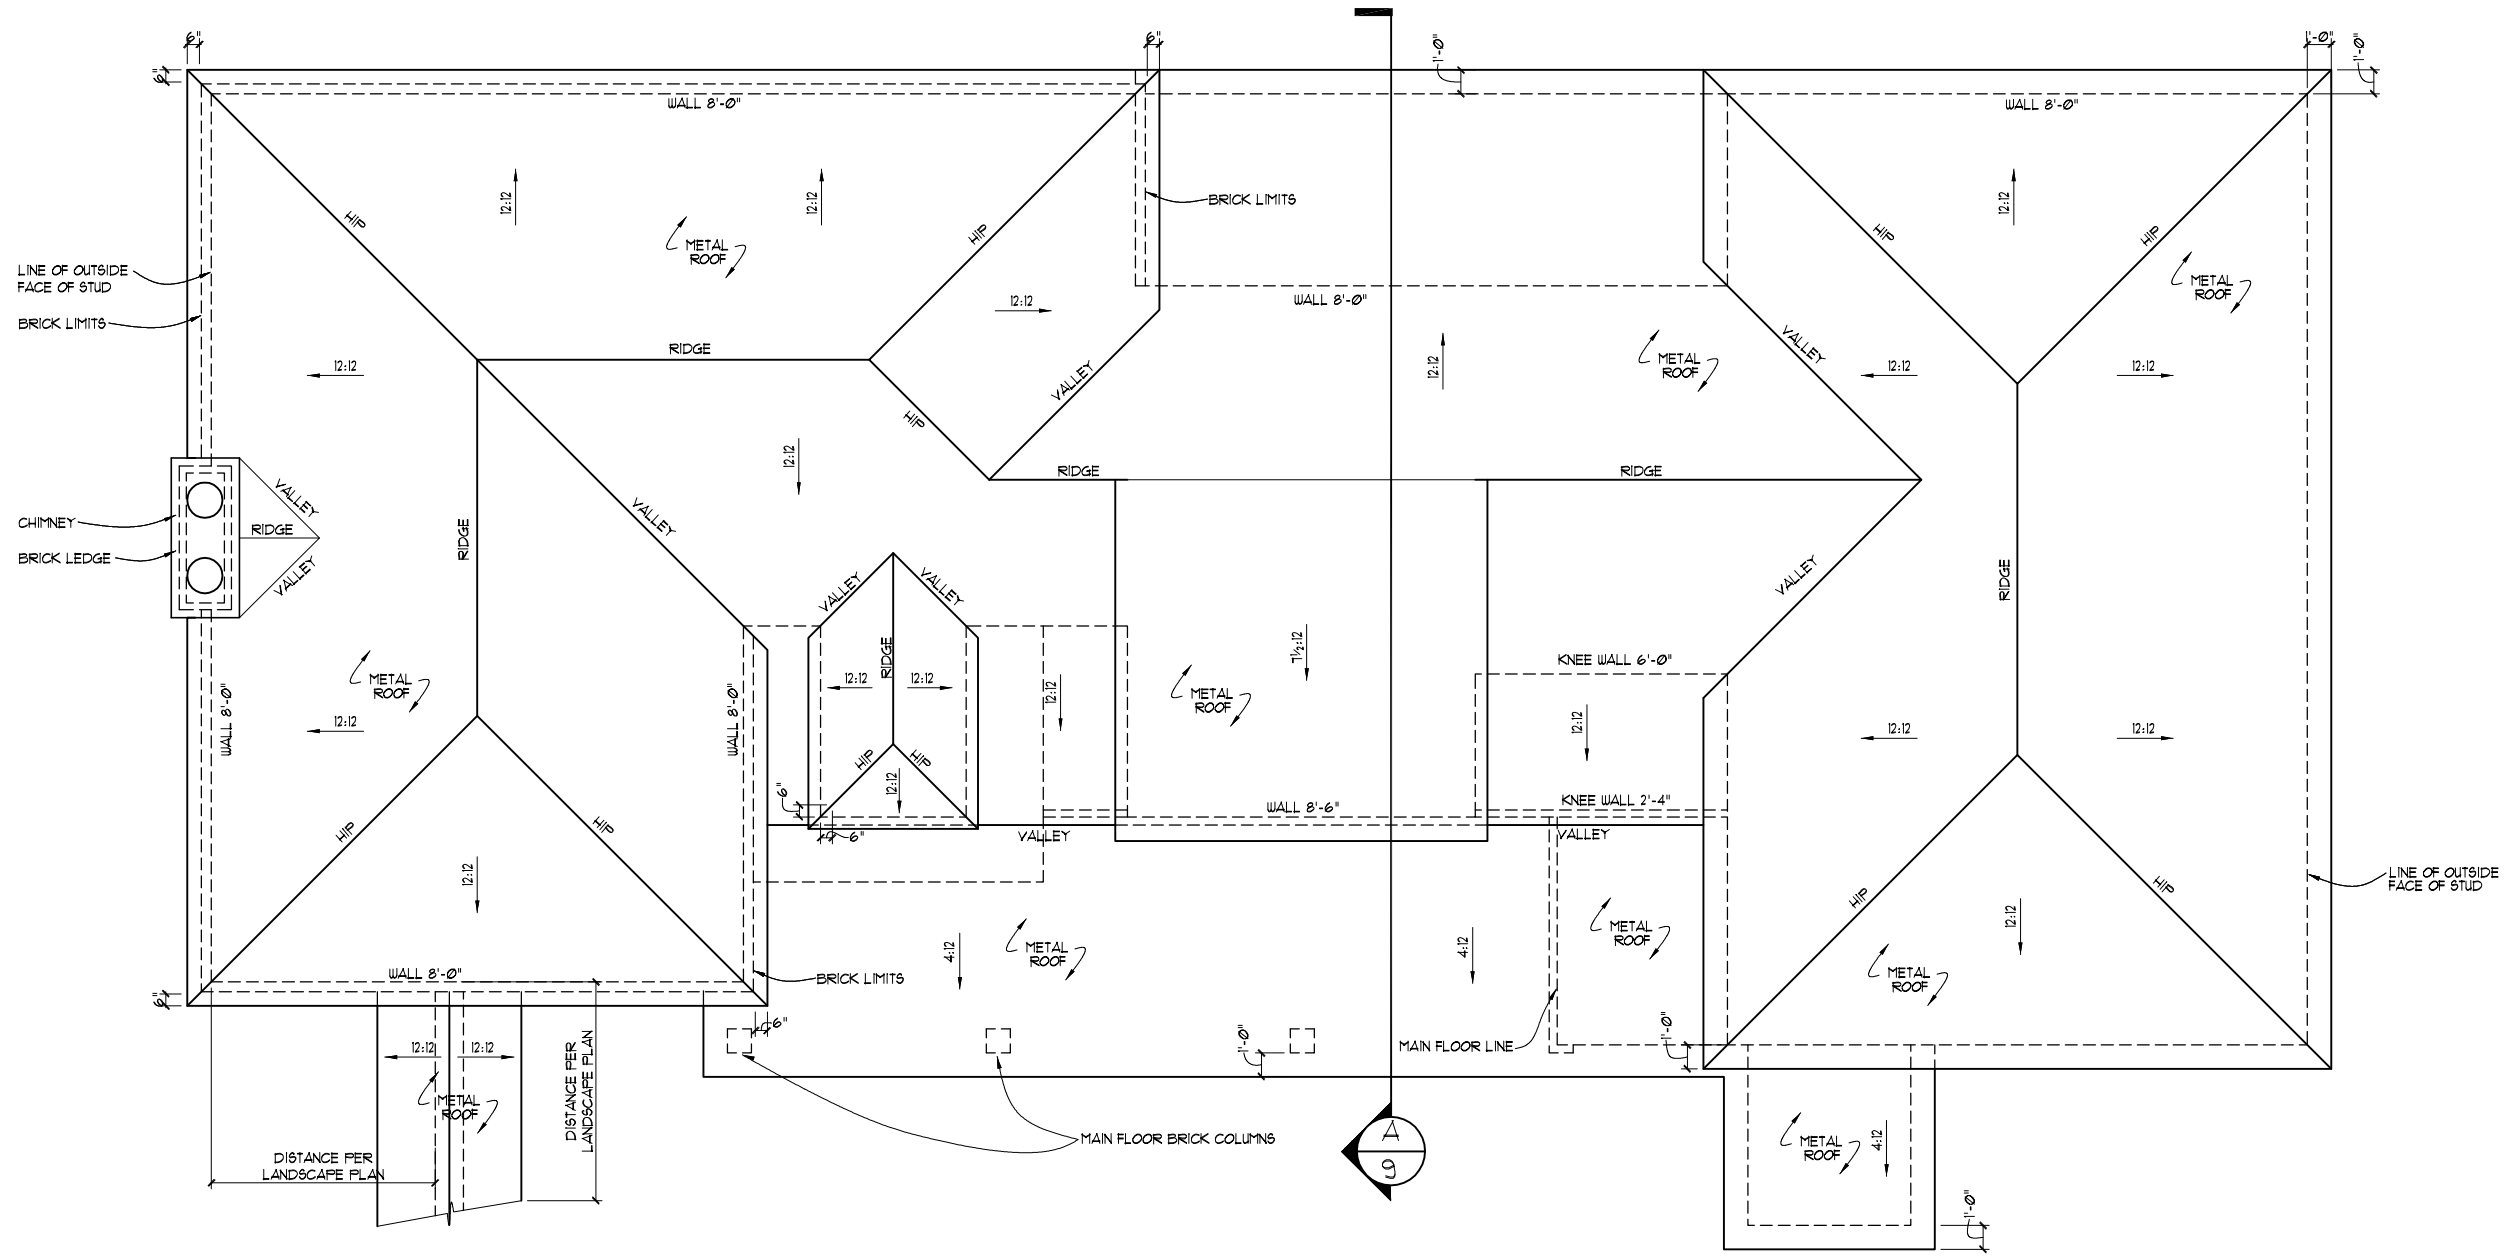 6"
6"
1'-0"
1'-0"
1'-0"
6"
WALL 8'-0"
WALL 8'-0"
12:12
12:12
12:12
BRICK LIMITS
HIP
HIP
HIP
HIP
METAL
ROOF
LINE OF OUTSIDE
FACE OF STUD
METAL
ROOF
12:12
WALL 8'-0"
BRICK LIMITS
RIDGE
VALLEY
12:12
12:12
METAL
ROOF
12:12
12:12
VALLEY
HIP
12:12
RIDGE
RIDGE
VALLEY
CHIMNEY
RIDGE
BRICK LEDGE
VALLEY
RIDGE
VALLEY
VALLEY
VALLEY
VALLEY
RIDGE
RIDGE
7½:12
KNEE WALL 6'-0"
METAL
ROOF
12:12
12:12
12:12
METAL
ROOF
12:12
12:12
WALL 8'-0"
WALL 8'-0"
12:12
12:12
12:12
HIP
HIP
12:12
6"
WALL 8'-6"
KNEE WALL 2'-4"
HIP
HIP
6"
VALLEY
VALLEY
12:12
HIP
HIP
LINE OF OUTSIDE
FACE OF STUD
METAL
ROOF
METAL
ROOF
4:12
4:12
12:12
WALL 8'-0"
BRICK LIMITS
METAL
ROOF
6"
6"
1'-0"
1'-0"
MAIN FLOOR LINE
12:12
12:12
METAL
ROOF
DISTANCE PER
LANDSCAPE PLAN
MAIN FLOOR BRICK COLUMNS
A
9
METAL
ROOF
4:12
DISTANCE PER
LANDSCAPE PLAN
1'-0"